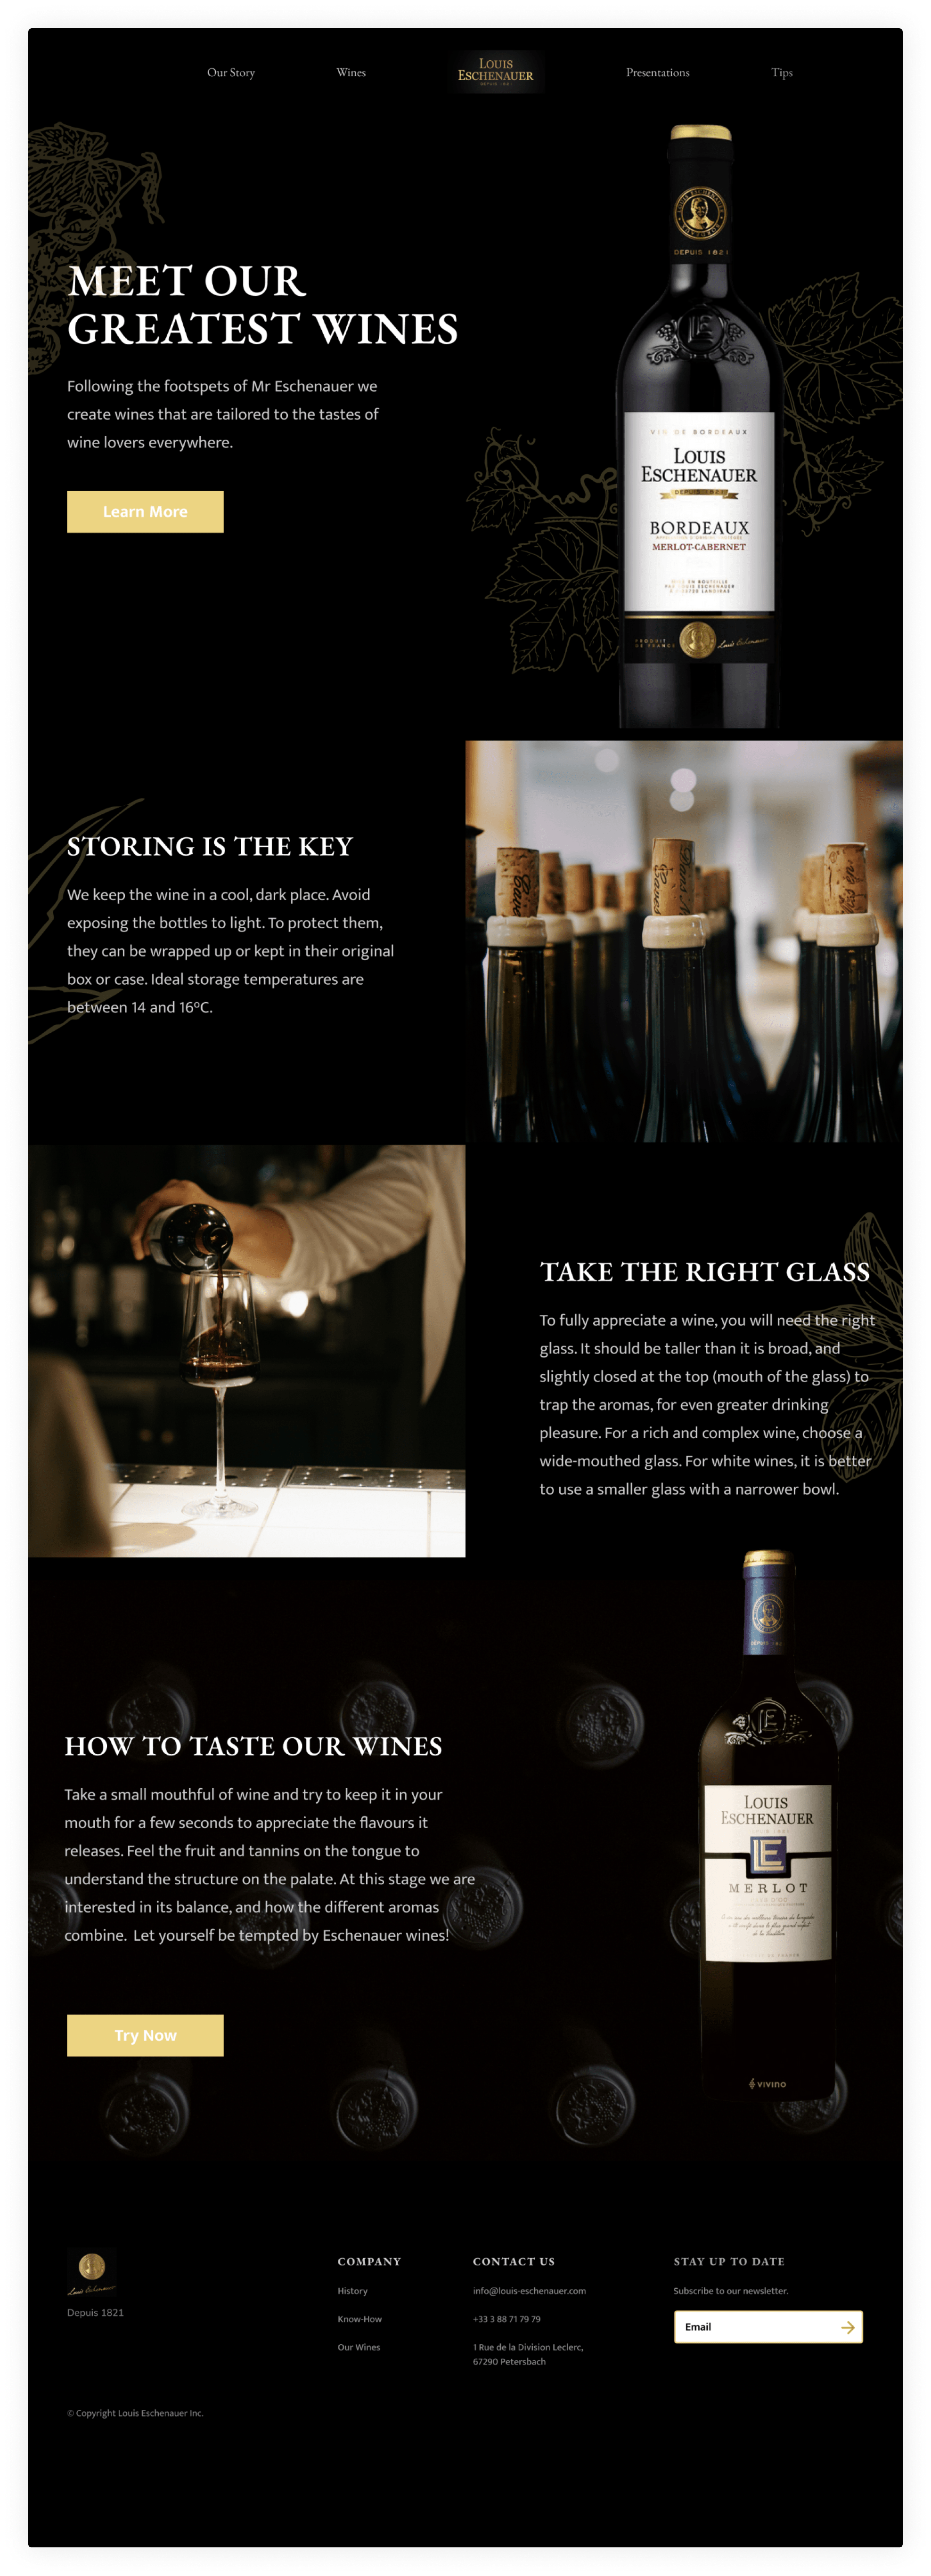 Our Story
Wines
LOUIS
ESCHENAUER
DEPUIS 1821
Presentations
Tips
DEPUIS 1821
MEET OUR
GREATEST WINES
Following the footspets of Mr Eschenauer we
create wines that are tailored to the tastes of
wine lovers everywhere.
Learn More
VIN DE BORDEAUX
LOUIS
ESCHENAUER
DEPUIS 1821
BORDEAUX
MERLOT-CABERNET
PRODUIT
DE FRANCE
Louis Eschenauer
STORING IS THE KEY
We keep the wine in a cool, dark place. Avoid
exposing the bottles to light. To protect them,
they can be wrapped up or kept in their original
box or case. Ideal storage temperatures are
between 14 and 16°C.
TAKE THE RIGHT GLASS
To fully appreciate a wine, you will need the right
glass. It should be taller than it is broad, and
slightly closed at the top (mouth of the glass) to
trap the aromas, for even greater drinking
pleasure. For a rich and complex wine, choose a
wide-mouthed glass. For white wines, it is better
to use a smaller glass with a narrower bowl.
HOW TO TASTE OUR WINES
Take a small mouthful of wine and try to keep it in your
mouth for a few seconds to appreciate the flavours it
releases. Feel the fruit and tannins on the tongue to
understand the structure on the palate. At this stage we are
interested in its balance, and how the different aromas
combine.  Let yourself be tempted by Eschenauer wines!
Try Now
LOUIS
ESCHENAUER
MERLOT
vivino
Louis Eschenauer
Depuis 1821
COMPANY
History
Know-How
Our Wines
CONTACT US
info@louis-eschenauer.com
+33 3 88 71 79 79
1 Rue de la Division Leclerc,
67290 Petersbach
STAY UP TO DATE
Subscribe to our newsletter.
Email
© Copyright Louis Eschenauer Inc.